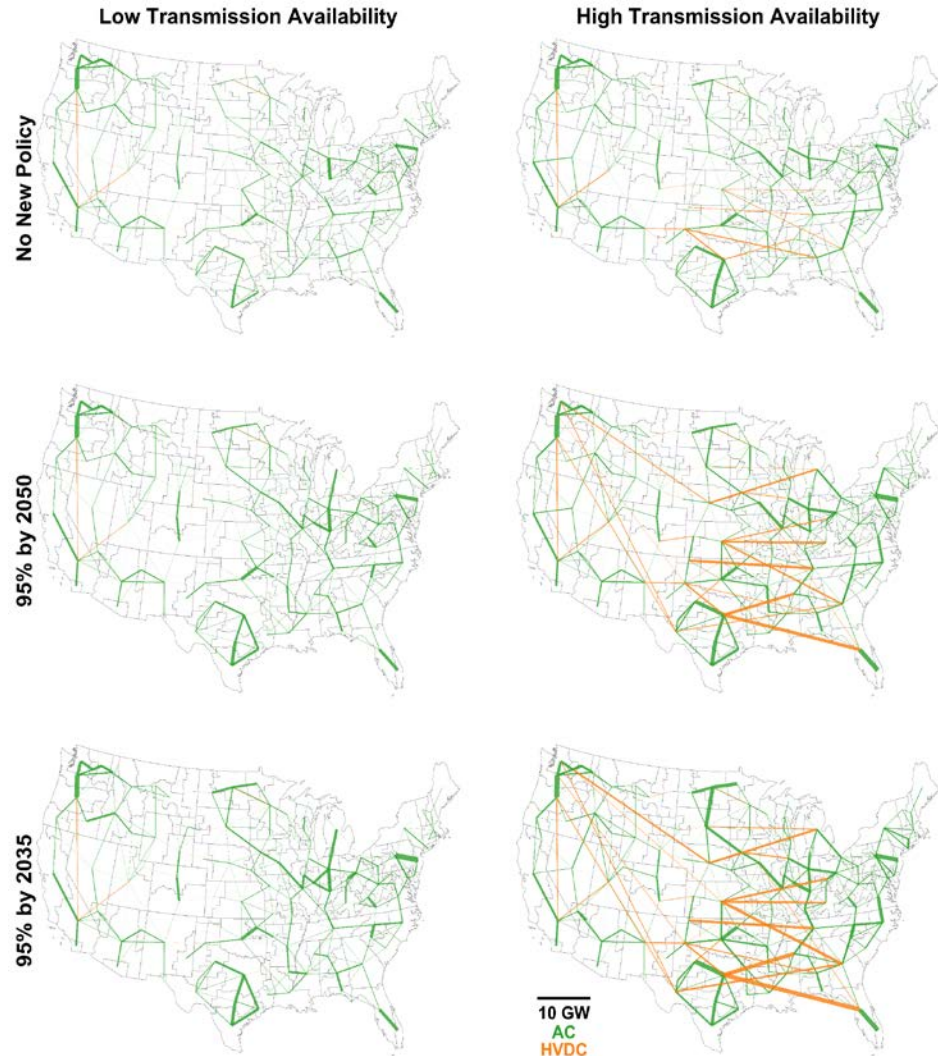 Low Transmission Availability
High Transmission Availability
No New Policy
95% by 2050
95% by 2035
10 GW
AC
HVDC